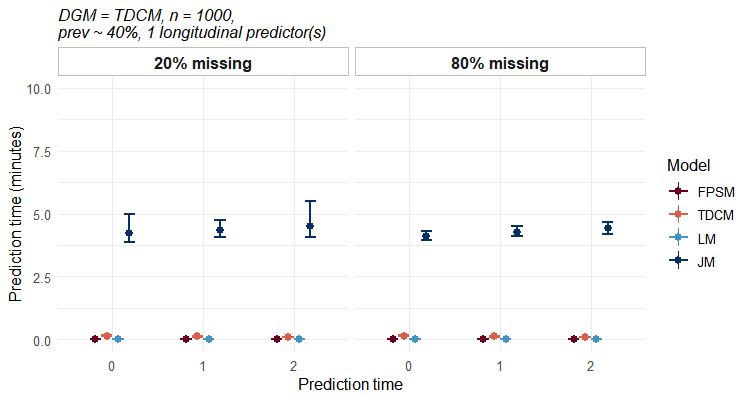 DGM = TDCM, n = 1000,
prev ~ 40%, 1 longitudinal predictor(s)
20% missing
80% missing
Prediction time (minutes)
10.0
7.5
5.0
2.5
0.0
0
1
2
0
1
2
Prediction time
Model
FPSM
TDCM
LM
JM